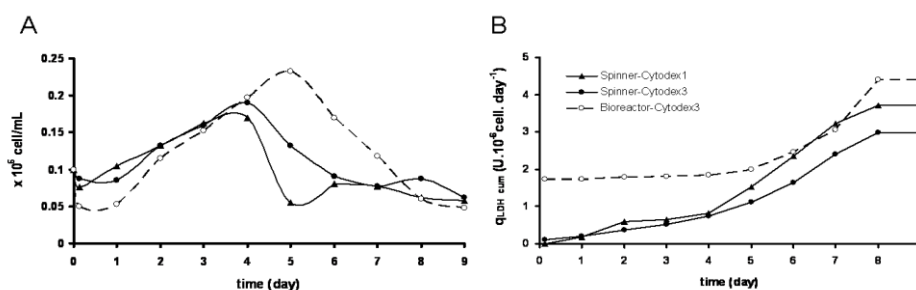 A
0.25
0.2
0.15
0.1
0.05
0
x 10⁶ cell/mL
0 1 2 3 4 5 6 7 8 9
time (day)
B
5
4
3
2
1
0
qLDH cum (U.10⁻⁶ cell. day⁻¹)
Spinner-Cytodex1
Spinner-Cytodex3
Bioreactor-Cytodex3
0 1 2 3 4 5 6 7 8
time (day)